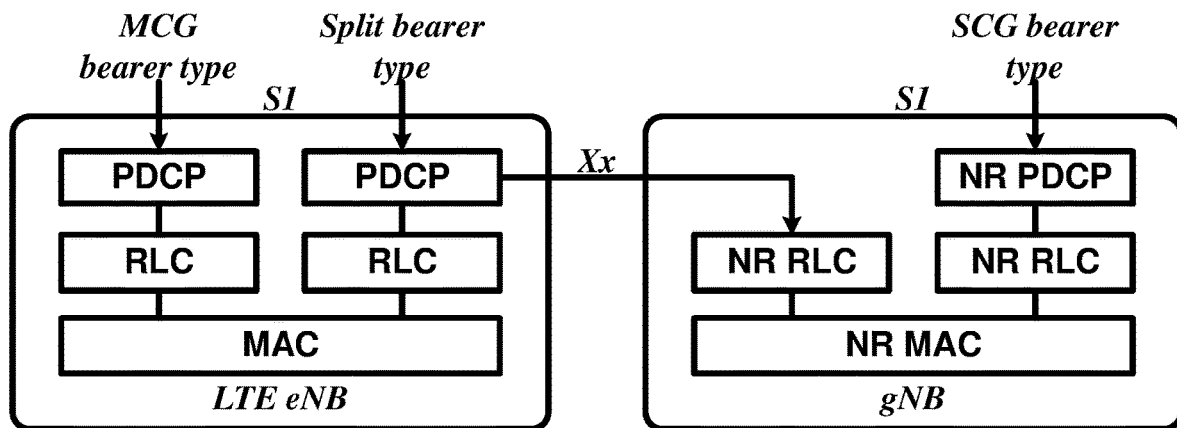 MCG
bearer type
Split bearer
type
SCG bearer
type
S1
S1
PDCP
PDCP
Xx
NR PDCP
RLC
RLC
NR RLC
NR RLC
MAC
NR MAC
LTE eNB
gNB